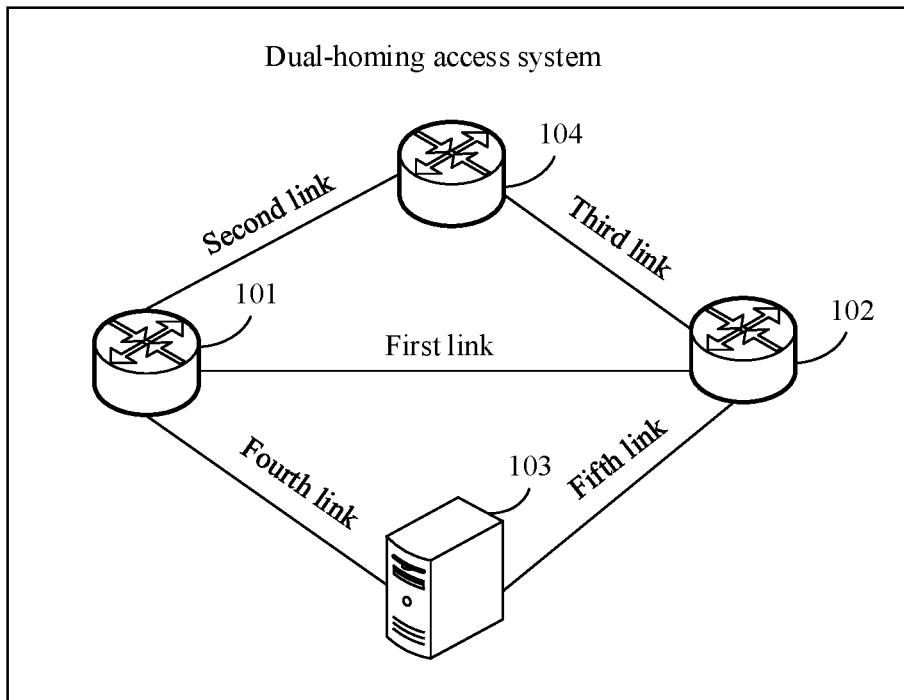 Dual-homing access system
104
Second link
Third link
101
102
First link
Fourth link
103
Fifth link